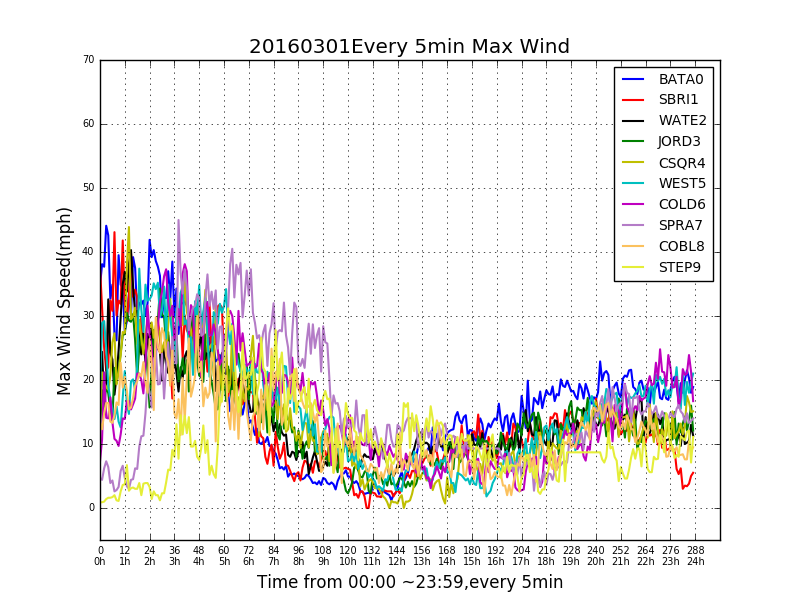 20160301Every 5min Max Wind
70
60
50
40
30
20
10
0
Max Wind Speed(mph)
BATA0
SBRI1
WATE2
JORD3
CSQR4
WEST5
COLD6
SPRA7
COBL8
STEP9
0 12 24 36 48 60 72 84 96 108 120 132 144 156 168 180 192 204 216 228 240 252 264 276 288
0h 1h 2h 3h 4h 5h 6h 7h 8h 9h 10h 11h 12h 13h 14h 15h 16h 17h 18h 19h 20h 21h 22h 23h 24h
Time from 00:00 ~23:59,every 5min